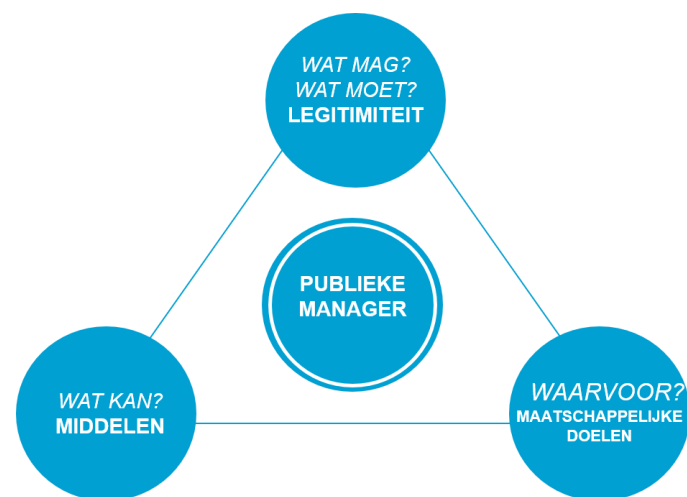 WAT MAG?
WAT MOET?
LEGITIMITEIT
PUBLIEKE
MANAGER
WAT KAN?
MIDDELEN
WAARVOOR?
MAATSCHAPPELIJKE
DOELEN